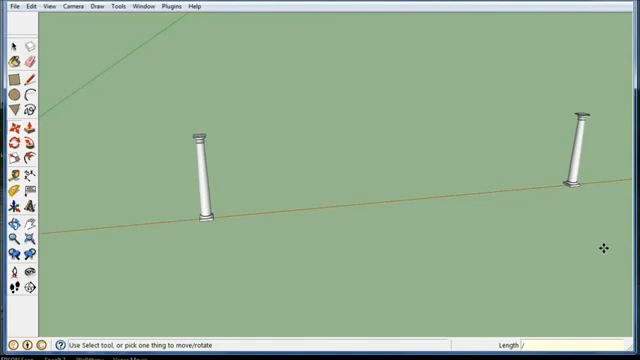 File Edit View Camera Draw Tools Window Plugins Help
Use Select tool, or pick one thing to move/rotate
Length /